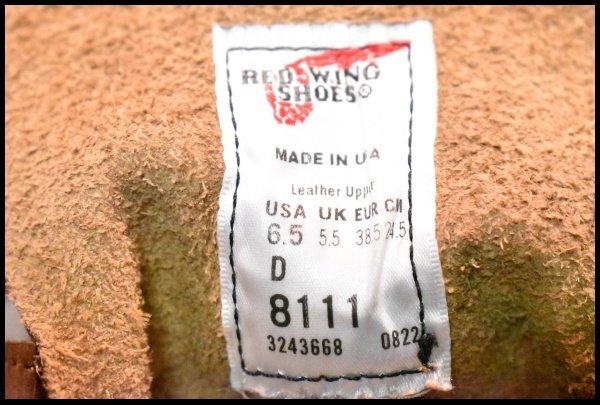 RED WING
SHOES®
MADE IN USA
Leather Upper
USA UK EUR CM
6.5 5.5 38.5 24.5
D
8111
3243668 0822